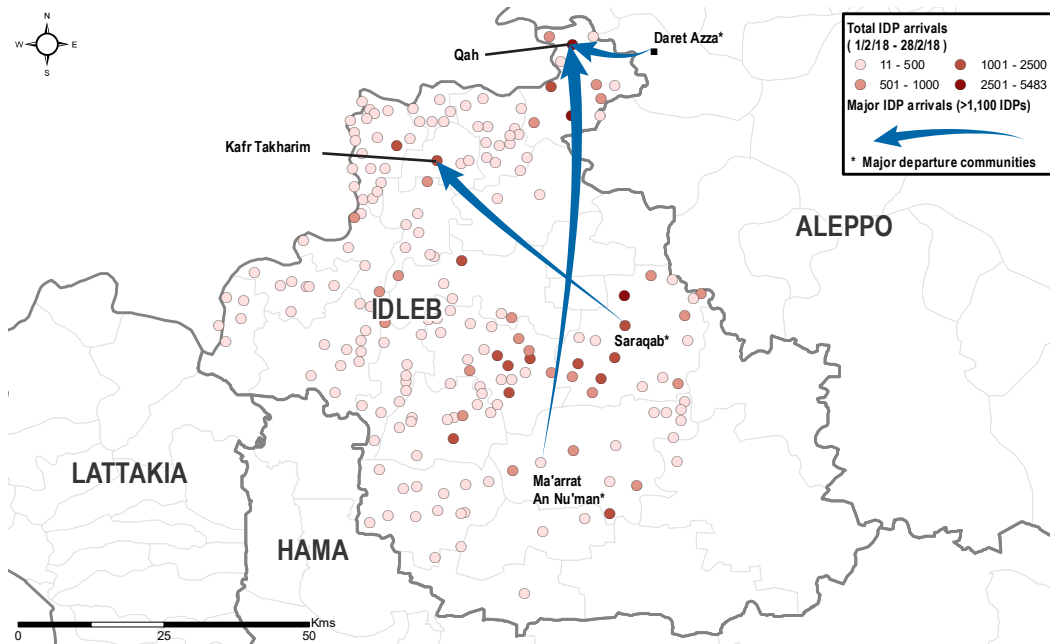 N
W E
S
Qah
Daret Azza*
Kafr Takharim
Total IDP arrivals
( 1/2/18 - 28/2/18)
11 - 500 1001 - 2500
501 - 1000 2501 - 5483
Major IDP arrivals (>1,100 IDPs)
* Major departure communities
ALEPPO
IDLEB
Saraqab*
LATTAKIA
Ma'arrat
An Nu'man*
HAMA
Kms
0 25 50